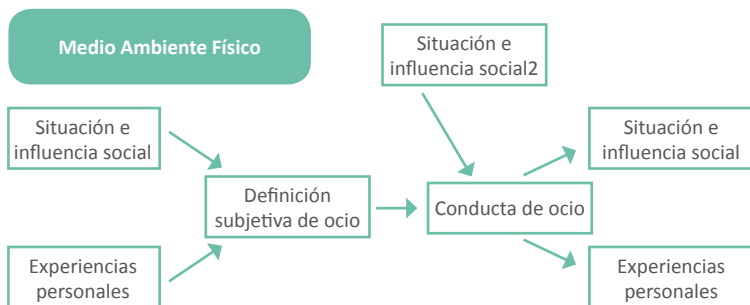 Medio Ambiente Físico
Situación e
influencia social2
Situación e
influencia social
Situación e
influencia social
Definición
subjetiva de ocio
Conducta de ocio
Experiencias
personales
Experiencias
personales